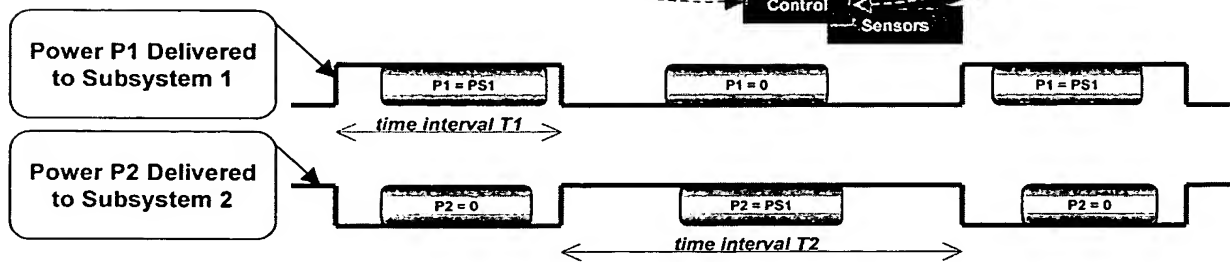 Control
Sensors
Power P1 Delivered
to Subsystem 1
P1 = PS1
P1 = 0
P1 = PS1
time interval T1
Power P2 Delivered
to Subsystem 2
P2 = 0
P2 = PS1
P2 = 0
time interval T2